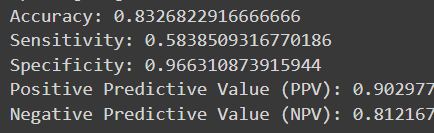 Accuracy: 0.8326822916666666
Sensitivity: 0.5838509316770186
Specificity: 0.966310873915944
Positive Predictive Value (PPV): 0.902977
Negative Predictive Value (NPV): 0.812167